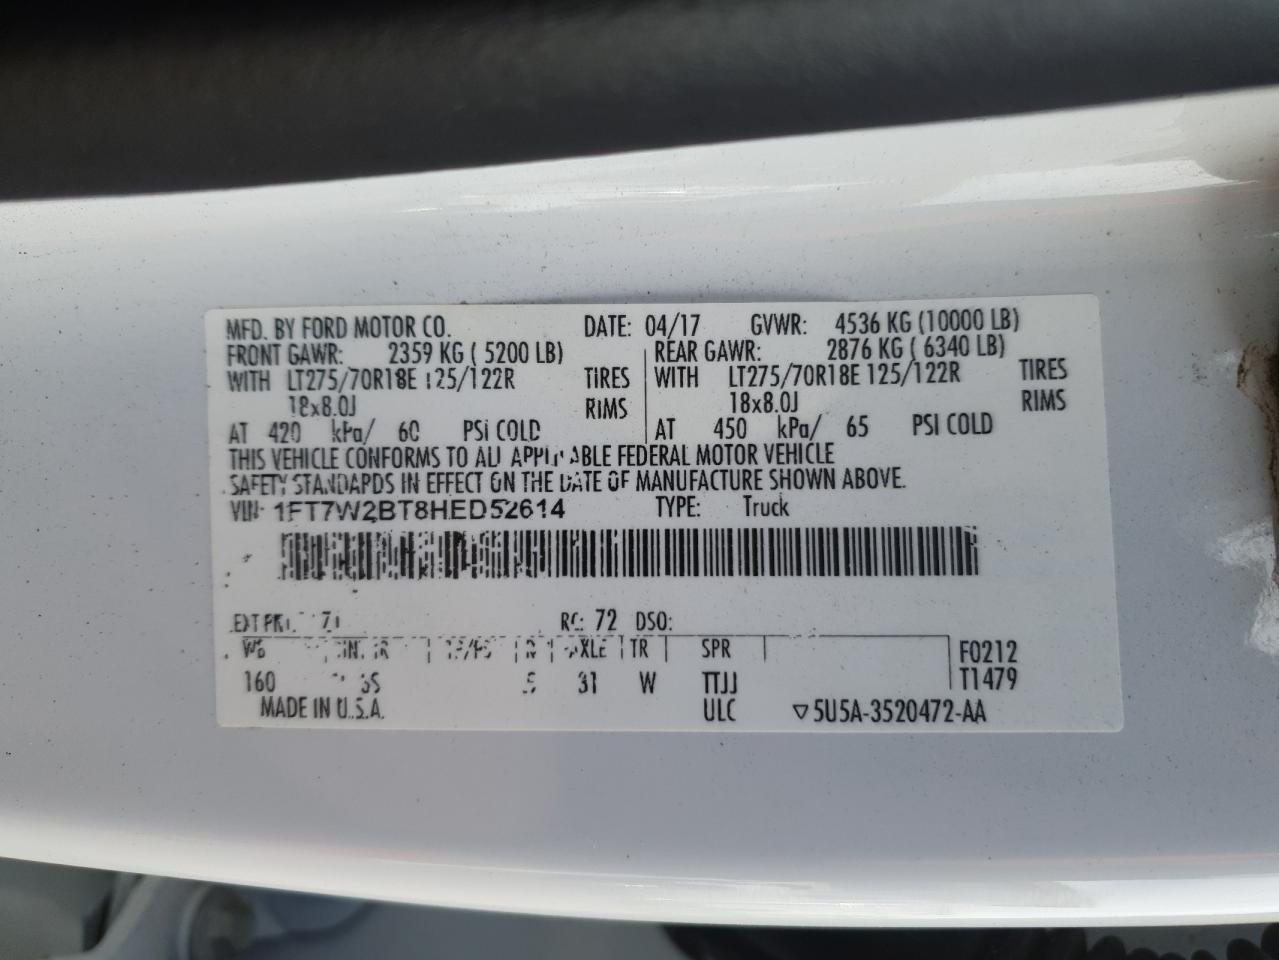 MFD. BY FORD MOTOR CO. DATE: 04/17 GVWR: 4536 KG (10000 LB)
FRONT GAWR: 2359 KG ( 5200 LB) REAR GAWR: 2876 KG ( 6340 LB)
WITH LT275/70R18E 125/122R TIRES WITH LT275/70R18E 125/122R TIRES
18x8.0J RIMS 18x8.0J RIMS
AT 420 kPa/ 60 PSI COLD AT 450 kPa/ 65 PSI COLD
THIS VEHICLE CONFORMS TO ALL APPLICABLE FEDERAL MOTOR VEHICLE
SAFETY STANDARDS IN EFFECT ON THE DATE OF MANUFACTURE SHOWN ABOVE.
VIN: 1FT7W2BT8HED52614 TYPE: Truck
EXT PNT: RC: 72 DSO:
WB AXLE TR SPR F0212
160 31 W TTJJ T1479
MADE IN U.S.A. ULC ▽5U5A-3520472-AA